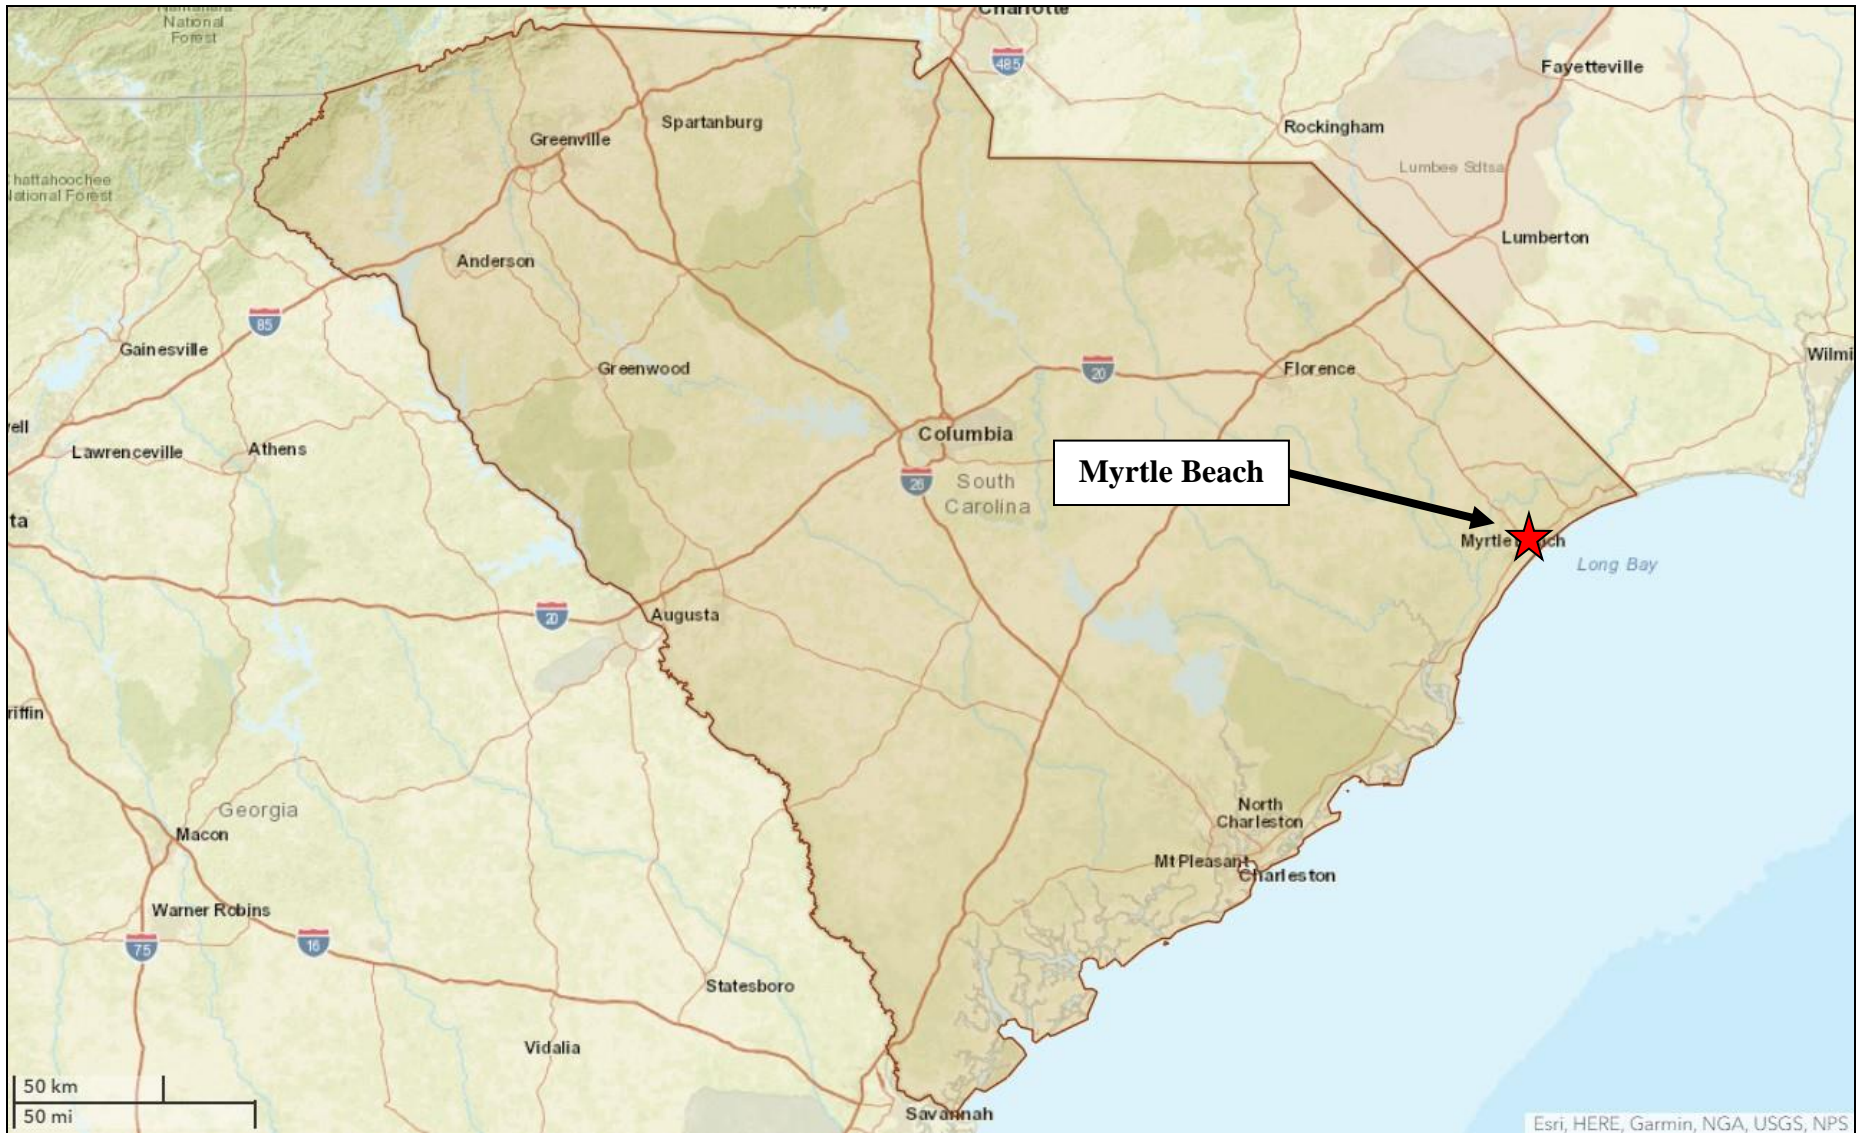 Charlotte
National
Forest
485
Fayetteville
Spartanburg
Greenville
Rockingham
Lumbee Sdtsa
National Forest
Lumberton
Anderson
85
Gainesville
Greenwood
20
Florence
Wilmi
Columbia
Lawrenceville
Athens
26
South
Carolina
Myrtle Beach
Myrtle
Long Bay
20
Augusta
Georgia
Macon
North
Charleston
Mt Pleasant
Charleston
Warner Robins
75
16
Statesboro
Vidalia
50 km
50 mi
Savannah
Esri, HERE, Garmin, NGA, USGS, NPS